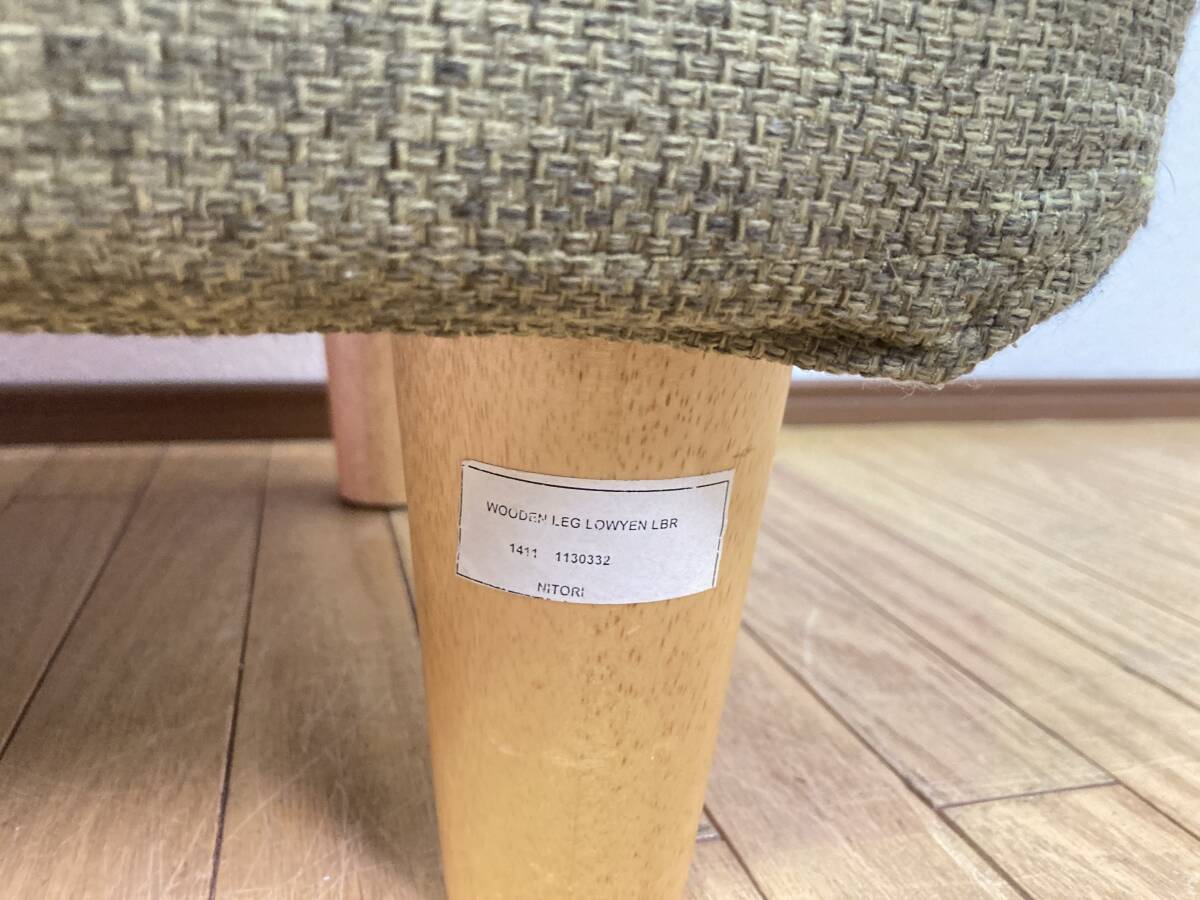 WOODEN LEG LOWYEN LBR
1411 1130332
NITORI